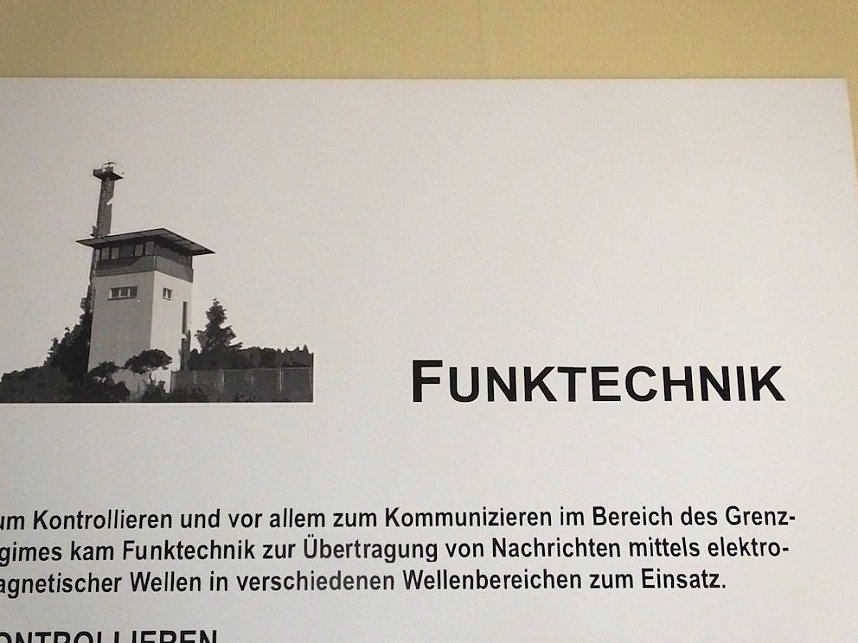 FUNKTECHNIK
um Kontrollieren und vor allem zum Kommunizieren im Bereich des Grenz-
gimes kam Funktechnik zur Übertragung von Nachrichten mittels elektro-
agnetischer Wellen in verschiedenen Wellenbereichen zum Einsatz.
ONTROLLIEREN